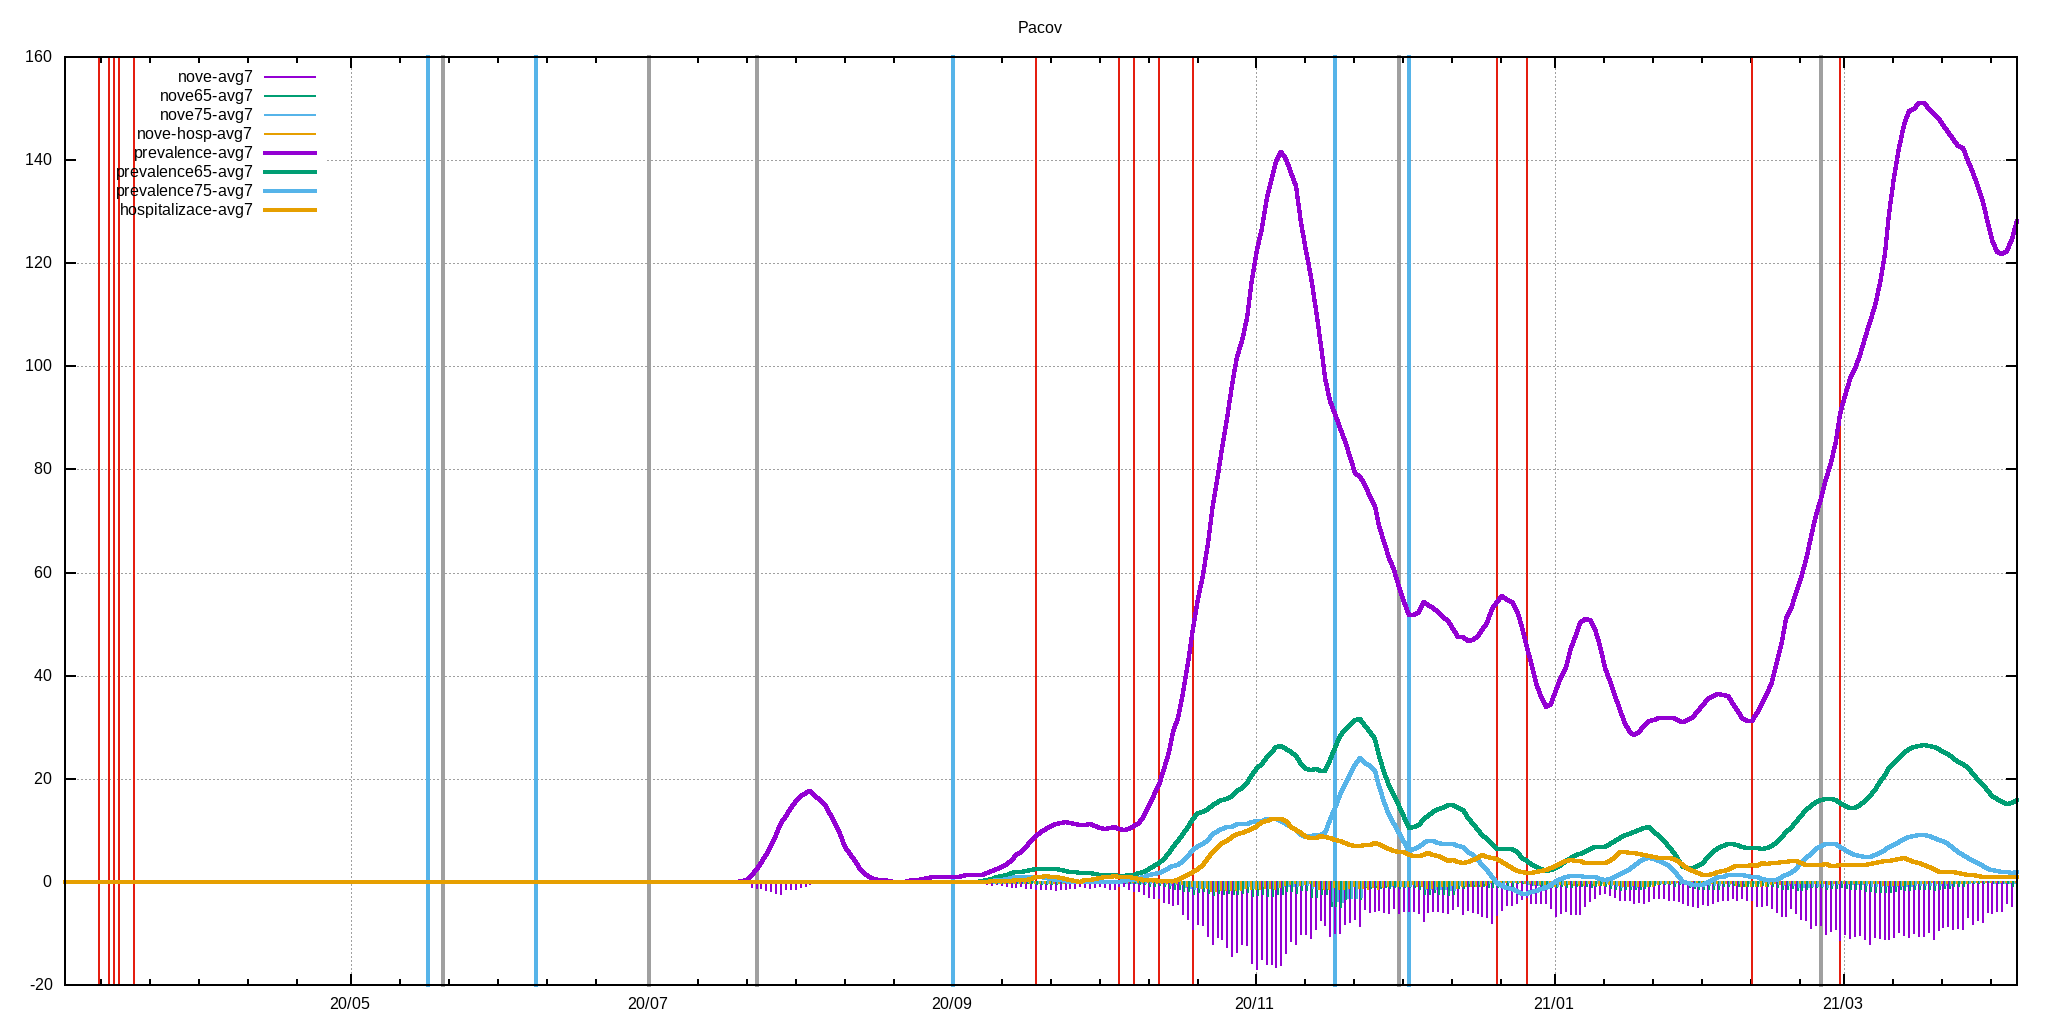 Pacov
160
140
120
100
80
60
40
20
0
-20
nove-avg7
nove65-avg7
nove75-avg7
nove-hosp-avg7
prevalence-avg7
prevalence65-avg7
prevalence75-avg7
hospitalizace-avg7
20/05 20/07 20/09 20/11 21/01 21/03